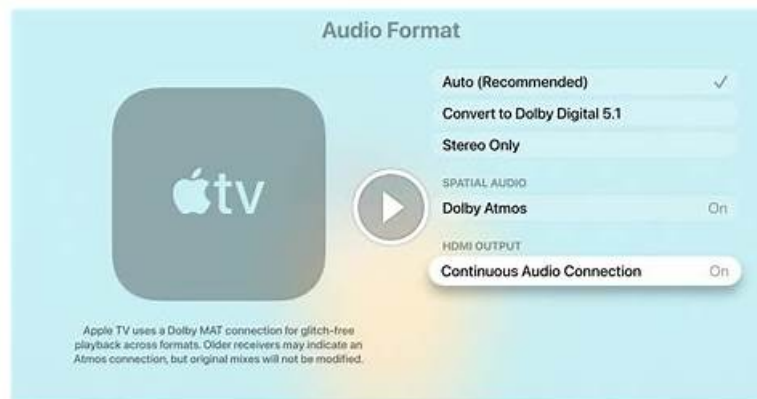 Audio Format
tv
Apple TV uses a Dolby MAT connection for glitch-free
playback across formats. Older receivers may indicate an
Atmos connection, but original mixes will not be modified.
Auto (Recommended)
Convert to Dolby Digital 5.1
Stereo Only
SPATIAL AUDIO
Dolby Atmos On
HDMI OUTPUT
Continuous Audio Connection On